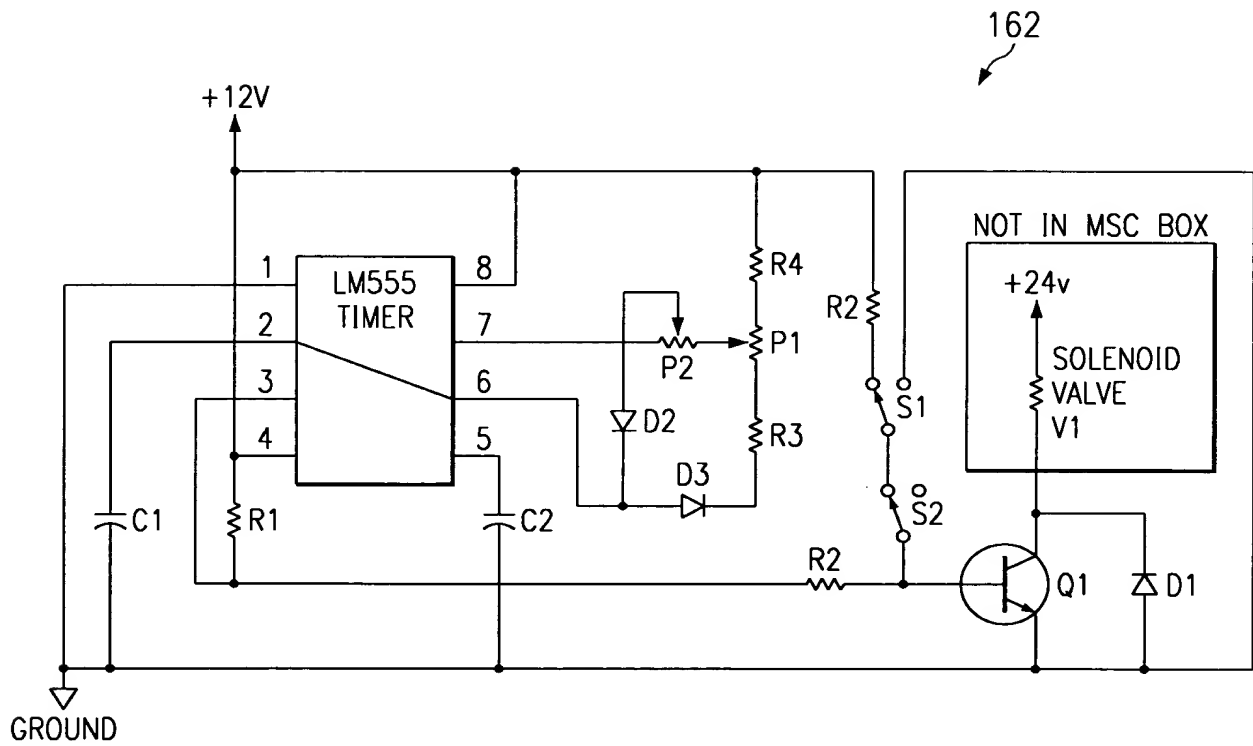 162
+12V
NOT IN MSC BOX
+24v
SOLENOID
VALVE
V1
LM555
TIMER
1
2
3
4
8
7
6
5
R4
P1
P2
R3
D2
D3
R2
S1
S2
C1
R1
C2
R2
Q1
D1
GROUND